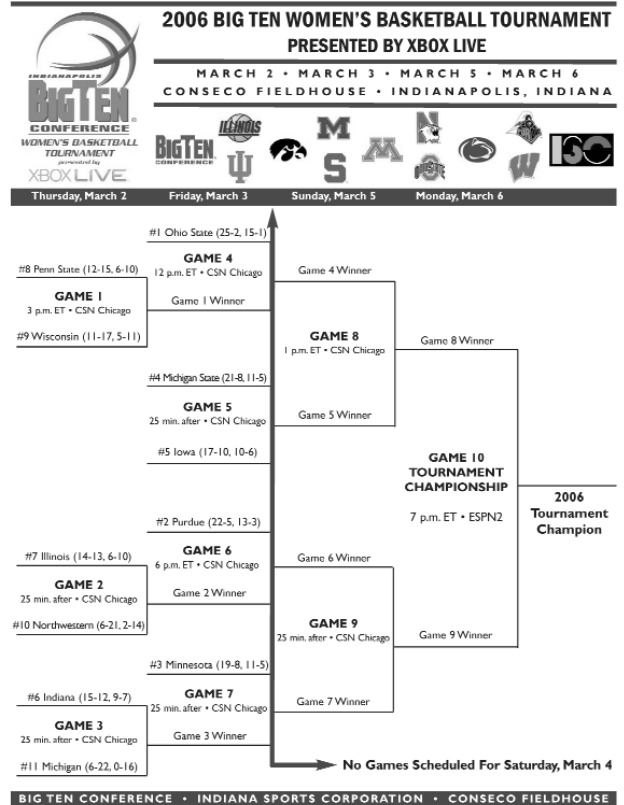 2006 BIG TEN WOMEN'S BASKETBALL TOURNAMENT
PRESENTED BY XBOX LIVE
MARCH 2 • MARCH 3 • MARCH 5 • MARCH 6
CONSECO FIELDHOUSE • INDIANAPOLIS, INDIANA
INDIANAPOLIS
BIG TEN
CONFERENCE
WOMEN'S BASKETBALL
TOURNAMENT
presented by
XBOX LIVE
BIG TEN
CONFERENCE
ILLINOIS
M
S
M
N
OHIO STATE
W
ISC
Thursday, March 2 Friday, March 3 Sunday, March 5 Monday, March 6
#1 Ohio State (25-2, 15-1)
GAME 4
12 p.m. ET • CSN Chicago
Game 4 Winner
#8 Penn State (12-15, 6-10)
GAME 1
3 p.m. ET • CSN Chicago
Game 1 Winner
#9 Wisconsin (11-17, 5-11)
GAME 8
1 p.m. ET • CSN Chicago
Game 8 Winner
#4 Michigan State (21-8, 11-5)
GAME 5
25 min. after • CSN Chicago
Game 5 Winner
#5 Iowa (17-10, 10-6)
GAME 10
TOURNAMENT
CHAMPIONSHIP
7 p.m. ET • ESPN2
2006
Tournament
Champion
#2 Purdue (22-5, 13-3)
GAME 6
6 p.m. ET • CSN Chicago
Game 6 Winner
#7 Illinois (14-13, 6-10)
GAME 2
25 min. after • CSN Chicago
Game 2 Winner
#10 Northwestern (6-21, 2-14)
GAME 9
25 min. after • CSN Chicago
Game 9 Winner
#3 Minnesota (19-8, 11-5)
GAME 7
25 min. after • CSN Chicago
Game 7 Winner
#6 Indiana (15-12, 9-7)
GAME 3
25 min. after • CSN Chicago
Game 3 Winner
#11 Michigan (6-22, 0-16)
No Games Scheduled For Saturday, March 4
BIG TEN CONFERENCE • INDIANA SPORTS CORPORATION • CONSECO FIELDHOUSE